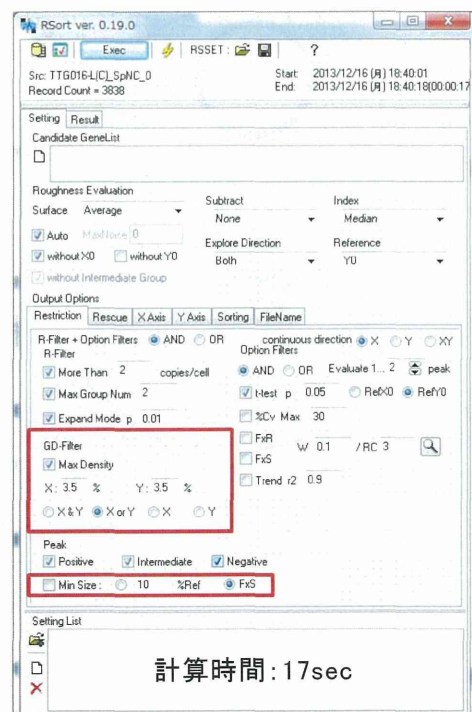 RSort ver. 0.19.0
Exec RSSET : ?
Src: TTG016-L(C)_SpNC_0 Start: 2013/12/16 (月) 18:40:01
Record Count = 3838 End: 2013/12/16 (月) 18:40:18(00:00:17
Setting Result
Candidate GeneList
Roughness Evaluation
Surface Average Subtract Index
None Median
Auto MaxNone 0
Explore Direction Reference
without X0 without Y0 Both Y0
without Intermediate Group
Output Options
Restriction Rescue X Axis Y Axis Sorting FileName
R-Filter + Option Filters AND OR continuous direction X Y XY
R-Filter Option Filters
More Than 2 copies/cell AND OR Evaluate 1... 2 peak
Max Group Num 2 t-test p 0.05 RefX0 RefY0
Expand Mode p 0.01 %Cv Max 30
GD-Filter FxR W 0.1 / RC 3
Max Density FxS
X: 3.5 % Y: 3.5 % Trend r2 0.9
X & Y X or Y X Y
Peak
Positive Intermediate Negative
Min Size : 10 %Ref FxS
Setting List
計算時間:17sec